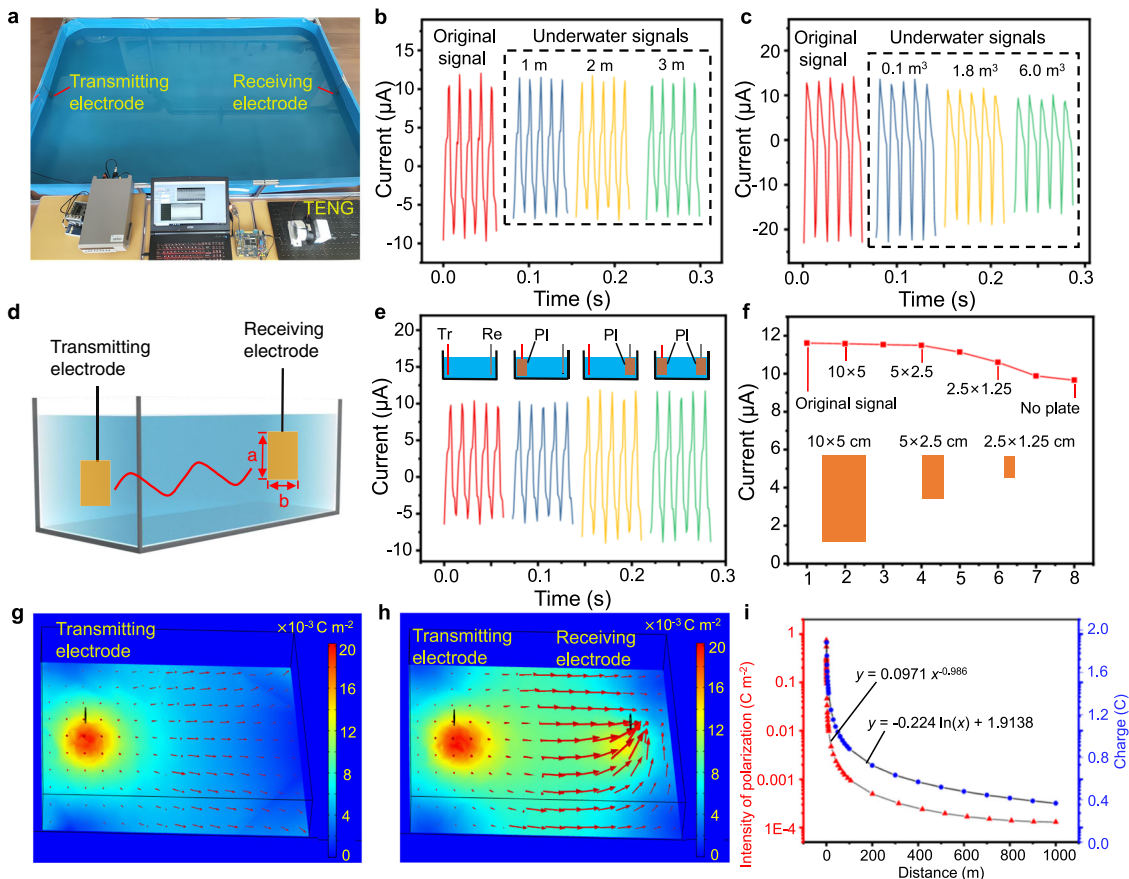 a
Transmitting
electrode
Receiving
electrode
TENG
b
Original
signal
Underwater signals
1 m
2 m
3 m
Current (μA)
20
15
10
5
0
-5
-10
0.0
0.1
0.2
0.3
Time (s)
c
Original
signal
Underwater signals
0.1 m³
1.8 m³
6.0 m³
Current (μA)
20
10
0
-10
-20
0.0
0.1
0.2
0.3
Time (s)
d
Transmitting
electrode
Receiving
electrode
a
b
e
Tr
Re
Pl
Pl
Pl
Current (μA)
20
15
10
5
0
-5
-10
0.0
0.1
0.2
0.3
Time (s)
f
Current (μA)
12
10
8
6
4
2
0
Original signal
10×5
5×2.5
2.5×1.25
No plate
10×5 cm
5×2.5 cm
2.5×1.25 cm
1
2
3
4
5
6
7
8
g
Transmitting
electrode
×10⁻³ C m⁻²
20
16
12
8
4
0
h
Transmitting
electrode
Receiving
electrode
×10⁻³ C m⁻²
20
16
12
8
4
0
i
Intensity of polarization (C m⁻²)
1
0.1
0.01
0.001
1E-4
y = 0.0971 x⁻⁰·⁹⁸⁶
y = -0.224 ln(x) + 1.9138
2.0
1.6
1.2
0.8
0.4
0.0
Charge (C)
0
200
400
600
800
1000
Distance (m)